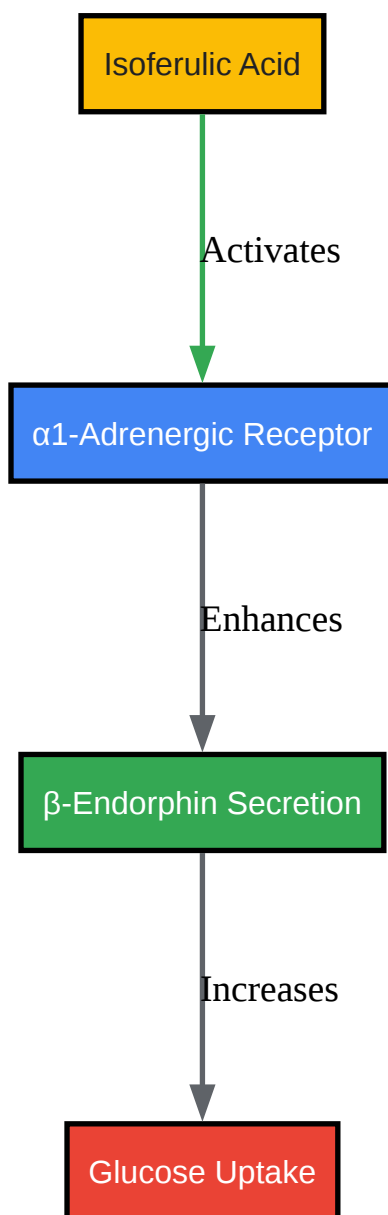 Isoferulic Acid
Activates
α1-Adrenergic Receptor
Enhances
β-Endorphin Secretion
Increases
Glucose Uptake